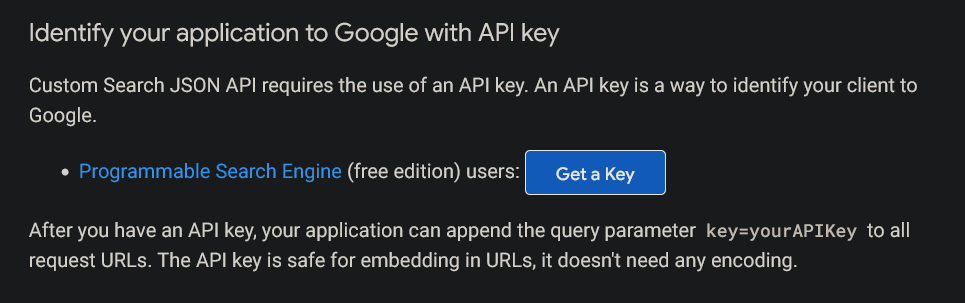 Identify your application to Google with API key
Custom Search JSON API requires the use of an API key. An API key is a way to identify your client to
Google.
• Programmable Search Engine (free edition) users: Get a Key
After you have an API key, your application can append the query parameter key=yourAPIKey to all
request URLs. The API key is safe for embedding in URLs, it doesn't need any encoding.